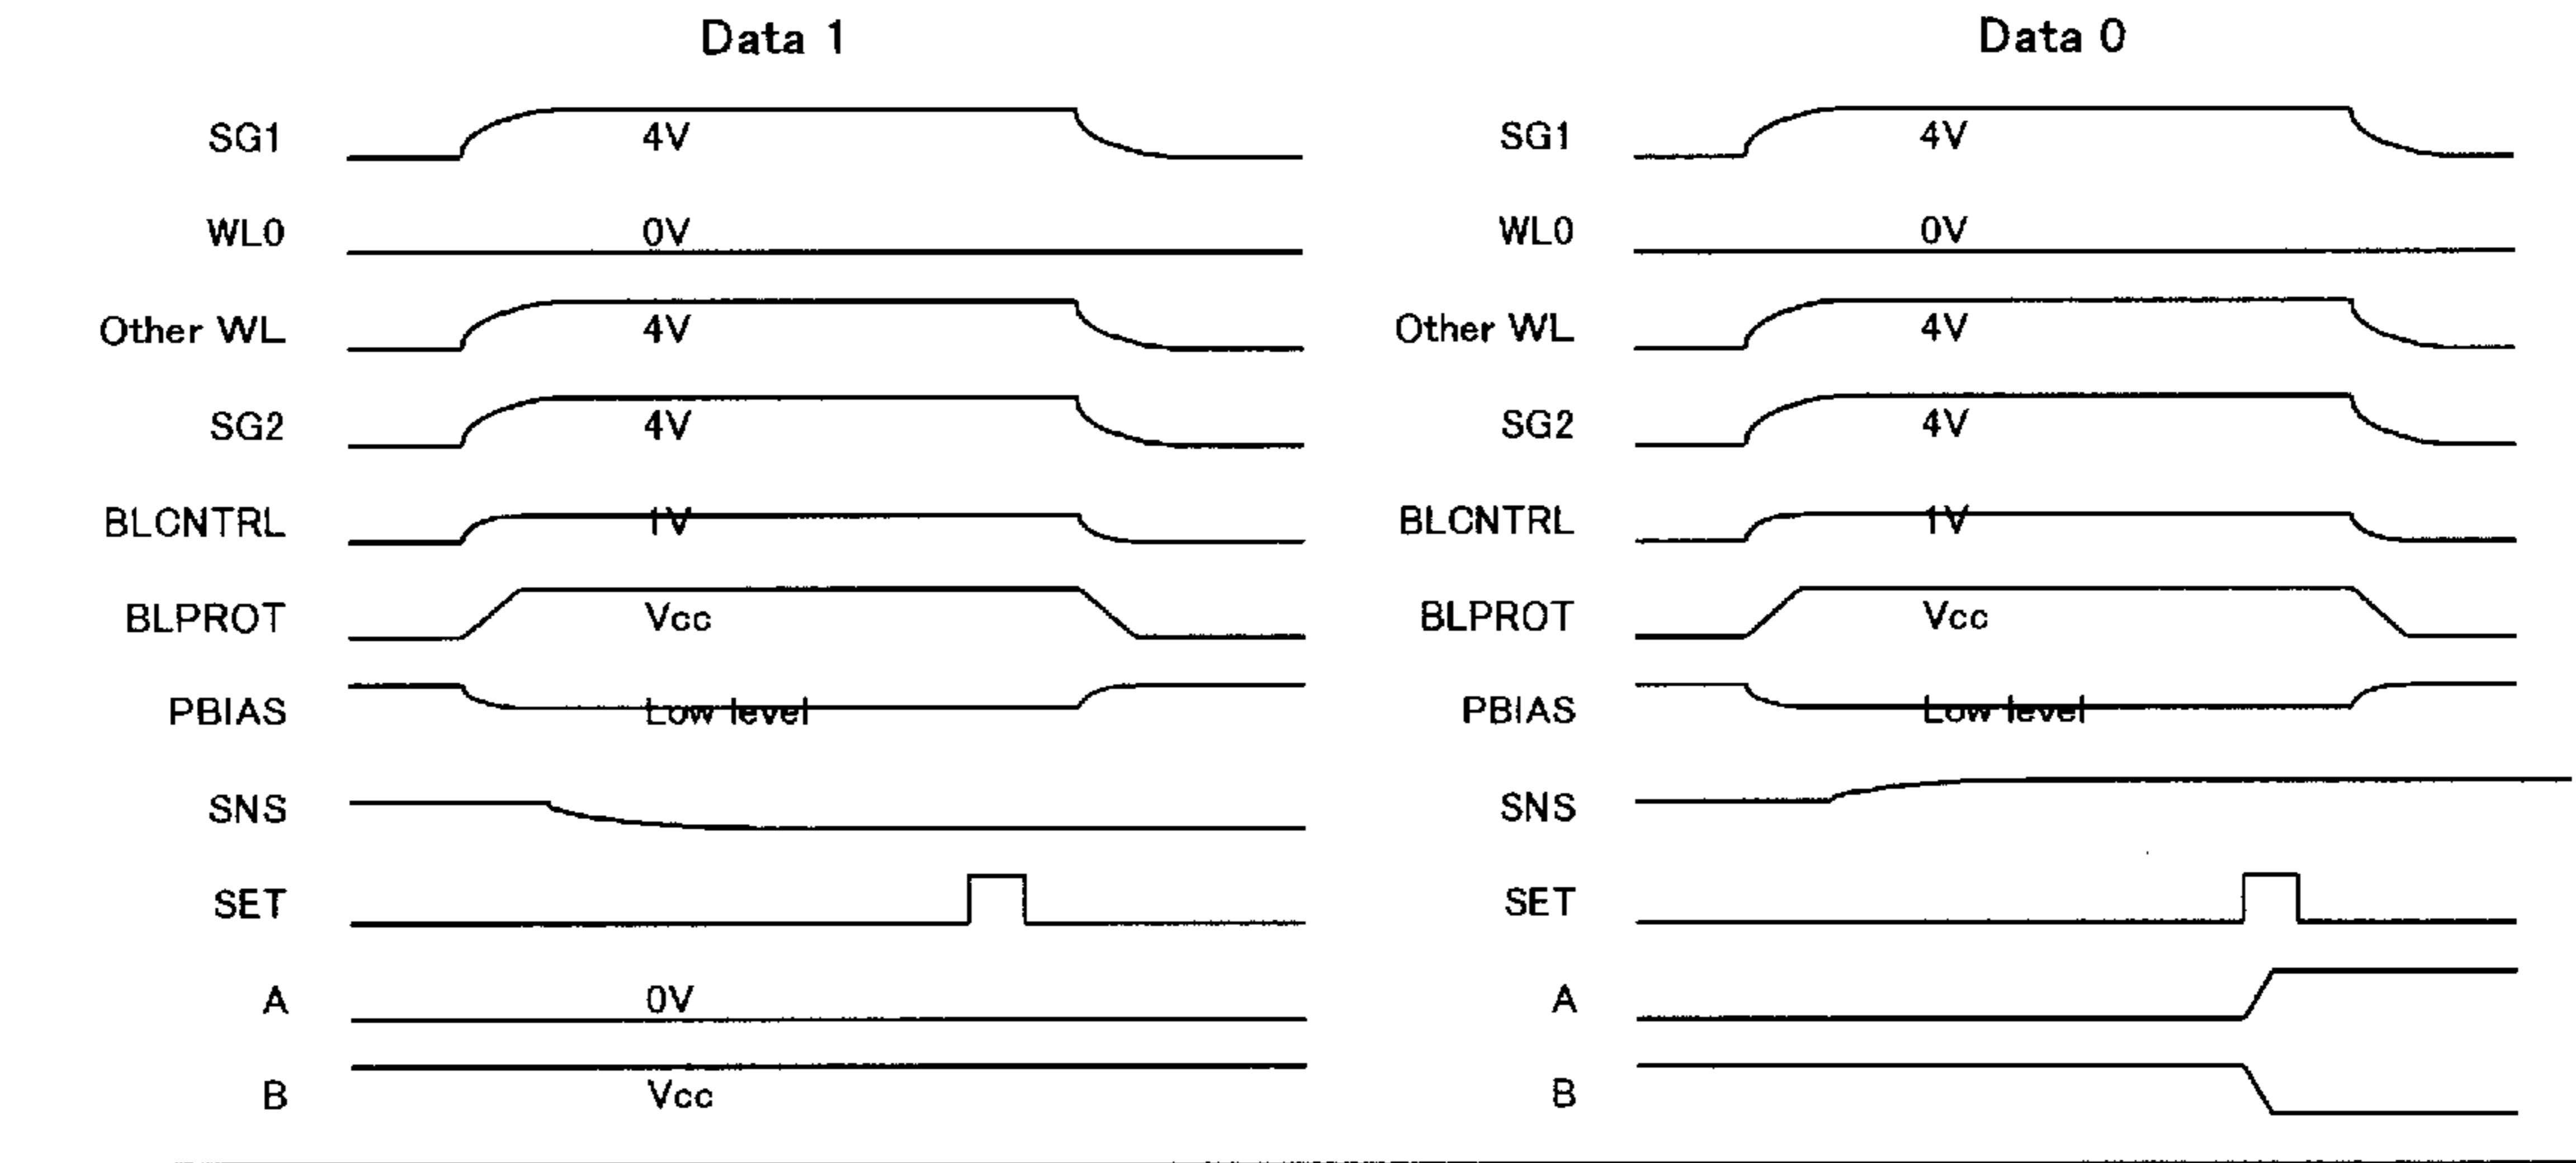 Data 1
Data 0
SG1 4V
SG1 4V
WL0 0V
WL0 0V
Other WL 4V
Other WL 4V
SG2 4V
SG2 4V
BLCNTRL 1V
BLCNTRL 1V
BLPROT Vcc
BLPROT Vcc
PBIAS Low level
PBIAS Low level
SNS
SNS
SET
SET
A 0V
A
B Vcc
B